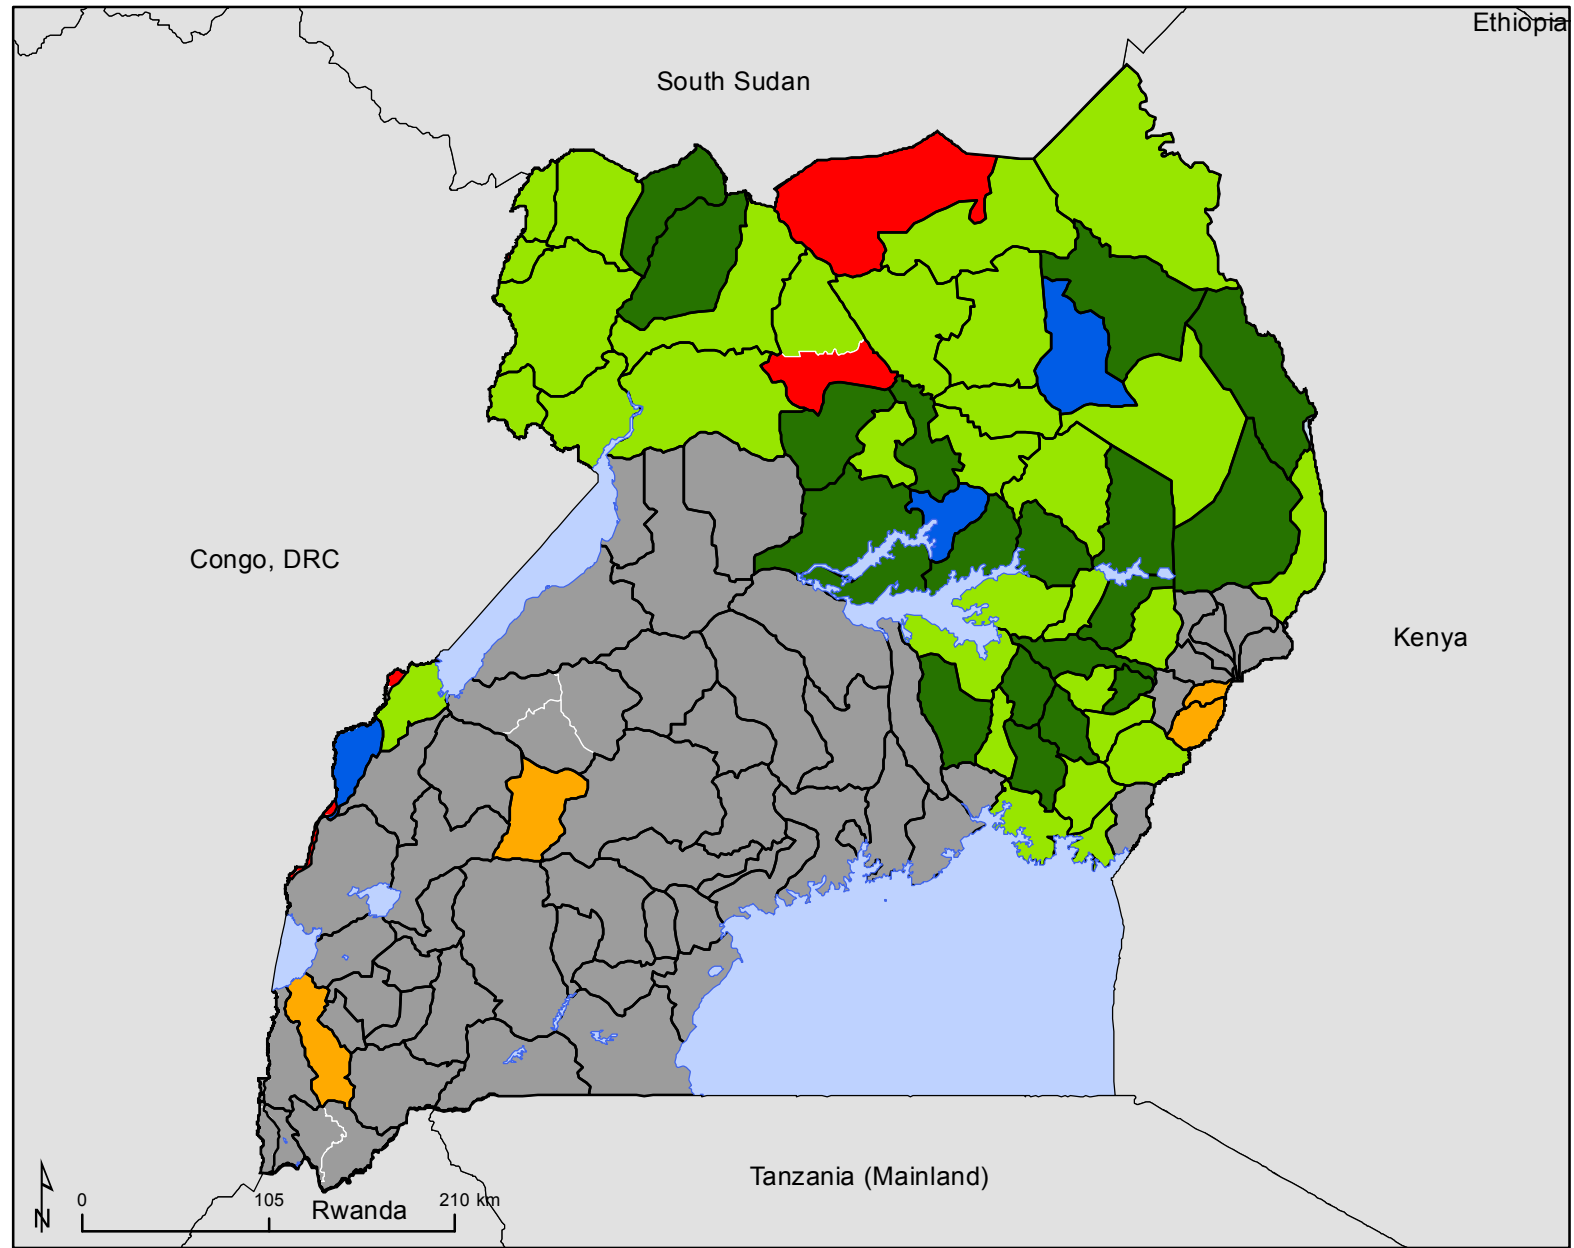 Ethiopia
South Sudan
Congo, DRC
Kenya
Tanzania (Mainland)
0 105 210 km
Rwanda
N